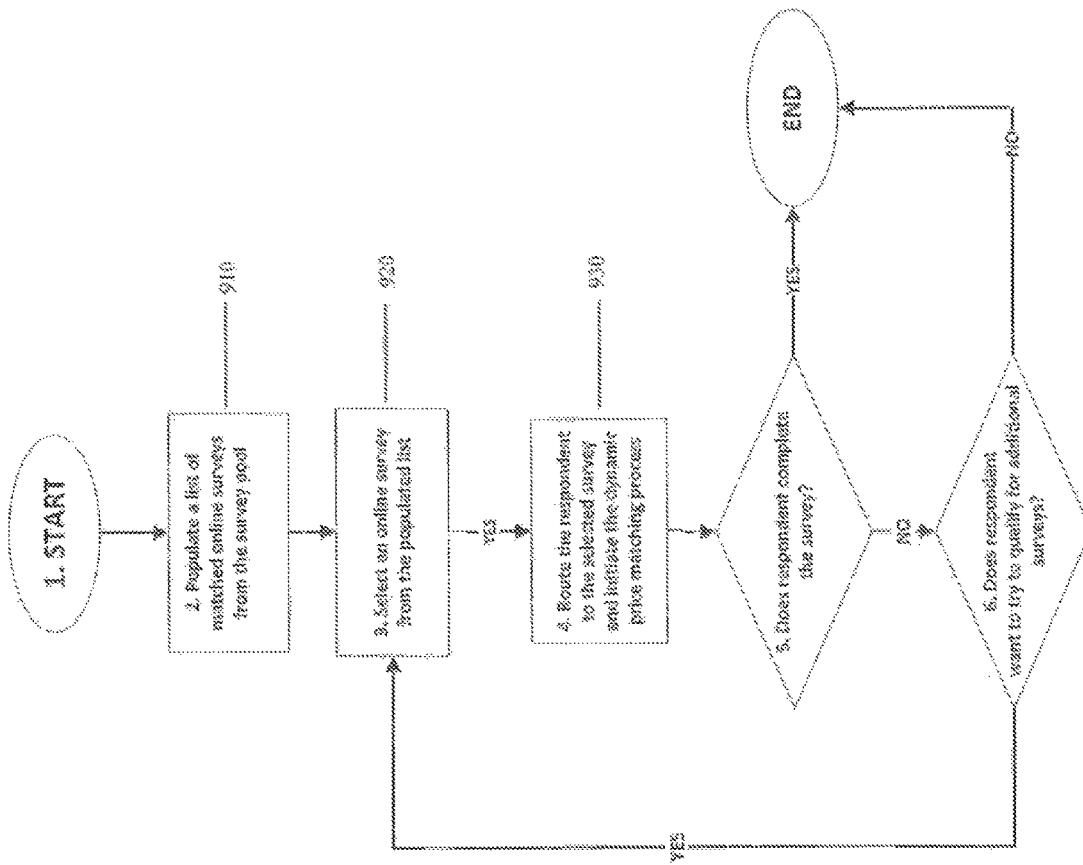 1. START
2. Populate a list of
matched online surveys
from the survey pool
910
3. Select an online survey
from the populated list
920
YES
4. Route the respondent
to the selected survey
and initiate the dynamic
price matching process
930
5. Does respondent complete
the survey?
YES
END
NO
6. Does respondent
want to try to qualify for additional
surveys?
NO
YES